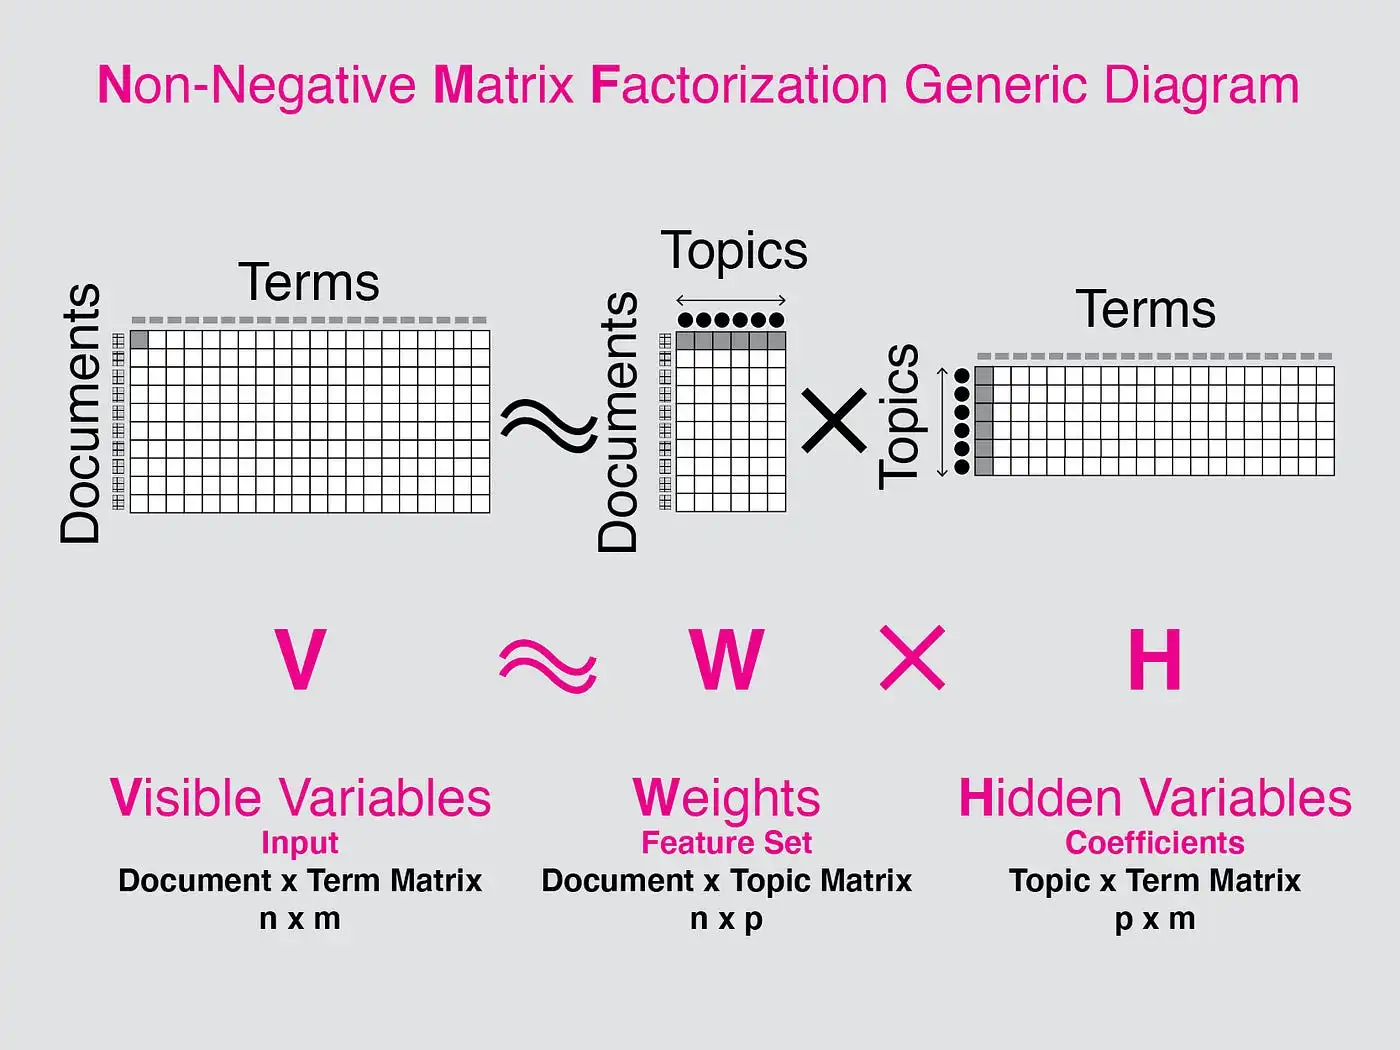 Non-Negative Matrix Factorization Generic Diagram
Terms
Documents
≈
Topics
Documents
×
Terms
Topics
V ≈ W × H
Visible Variables
Input
Document x Term Matrix
n x m
Weights
Feature Set
Document x Topic Matrix
n x p
Hidden Variables
Coefficients
Topic x Term Matrix
p x m